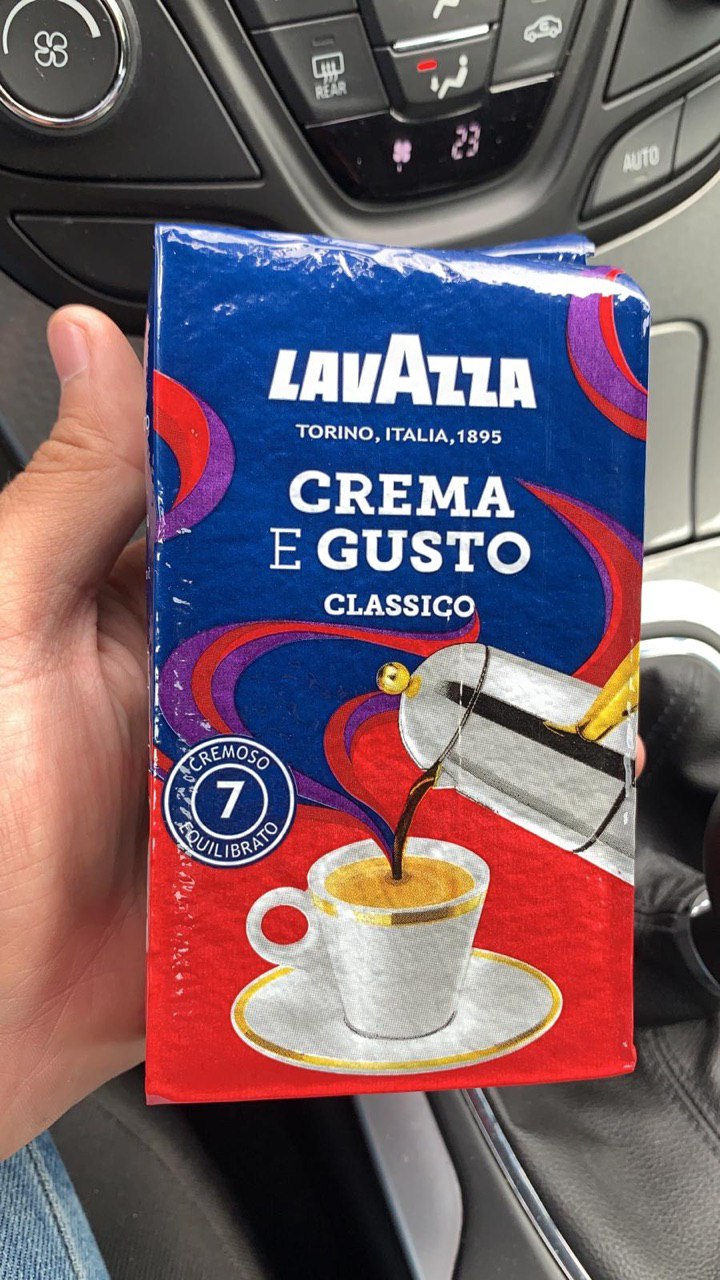 REAR
23
AUTO
LAVAZZA
TORINO, ITALIA, 1895
CREMA
E GUSTO
CLASSICO
CREMOSO
7
EQUILIBRATO